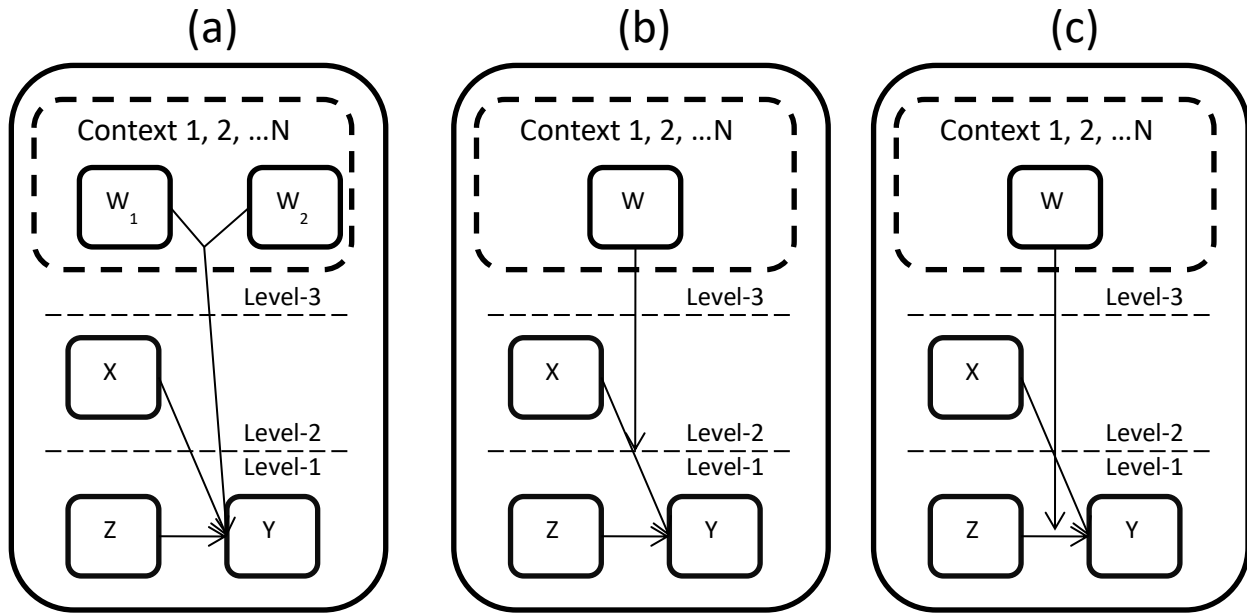 (a)
Context 1, 2, ...N
W1
W2
Level-3
X
Level-2
Level-1
Z
Y
(b)
Context 1, 2, ...N
W
Level-3
X
Level-2
Level-1
Z
Y
(c)
Context 1, 2, ...N
W
Level-3
X
Level-2
Level-1
Z
Y